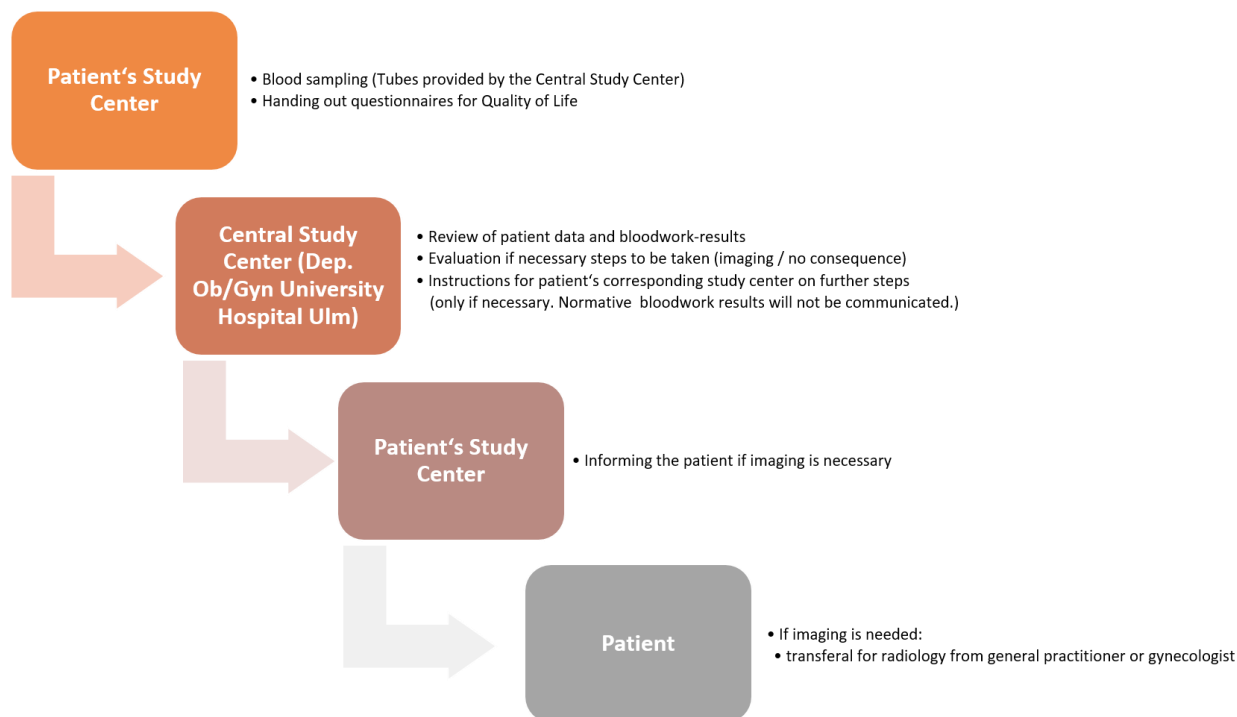 Patient‘s Study
Center
• Blood sampling (Tubes provided by the Central Study Center)
• Handing out questionnaires for Quality of Life
Central Study
Center (Dep.
Ob/Gyn University
Hospital Ulm)
• Review of patient data and bloodwork-results
• Evaluation if necessary steps to be taken (imaging / no consequence)
• Instructions for patient‘s corresponding study center on further steps
(only if necessary. Normative bloodwork results will not be communicated.)
Patient‘s Study
Center
• Informing the patient if imaging is necessary
Patient
• If imaging is needed:
• transferal for radiology from general practitioner or gynecologist